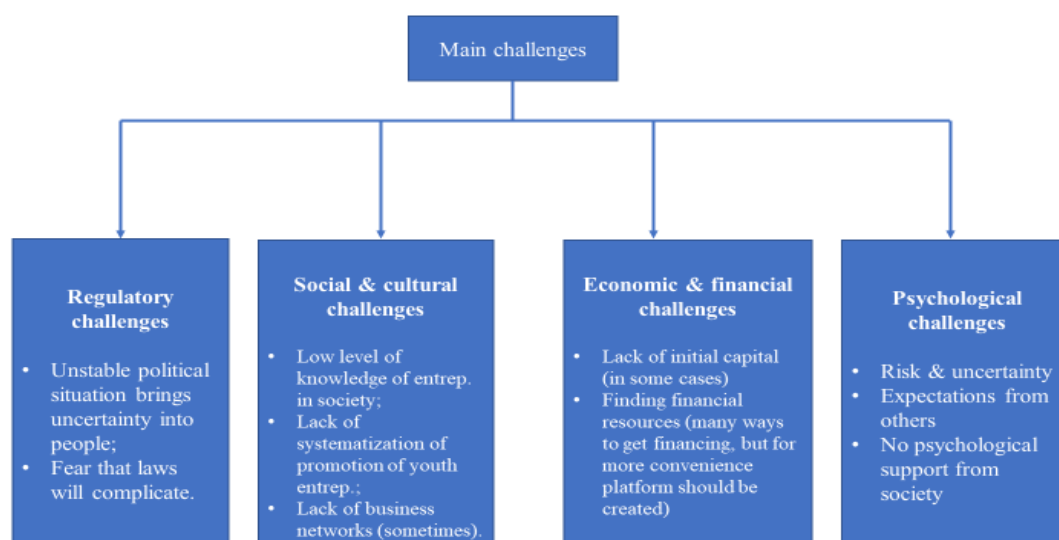 Main challenges
Regulatory
challenges
• Unstable political
situation brings
uncertainty into
people;
• Fear that laws
will complicate.
Social & cultural
challenges
• Low level of
knowledge of entrep.
in society;
• Lack of
systematization of
promotion of youth
entrep.;
• Lack of business
networks (sometimes).
Economic & financial
challenges
• Lack of initial capital
(in some cases)
• Finding financial
resources (many ways
to get financing, but for
more convenience
platform should be
created)
Psychological
challenges
• Risk & uncertainty
• Expectations from
others
• No psychological
support from
society